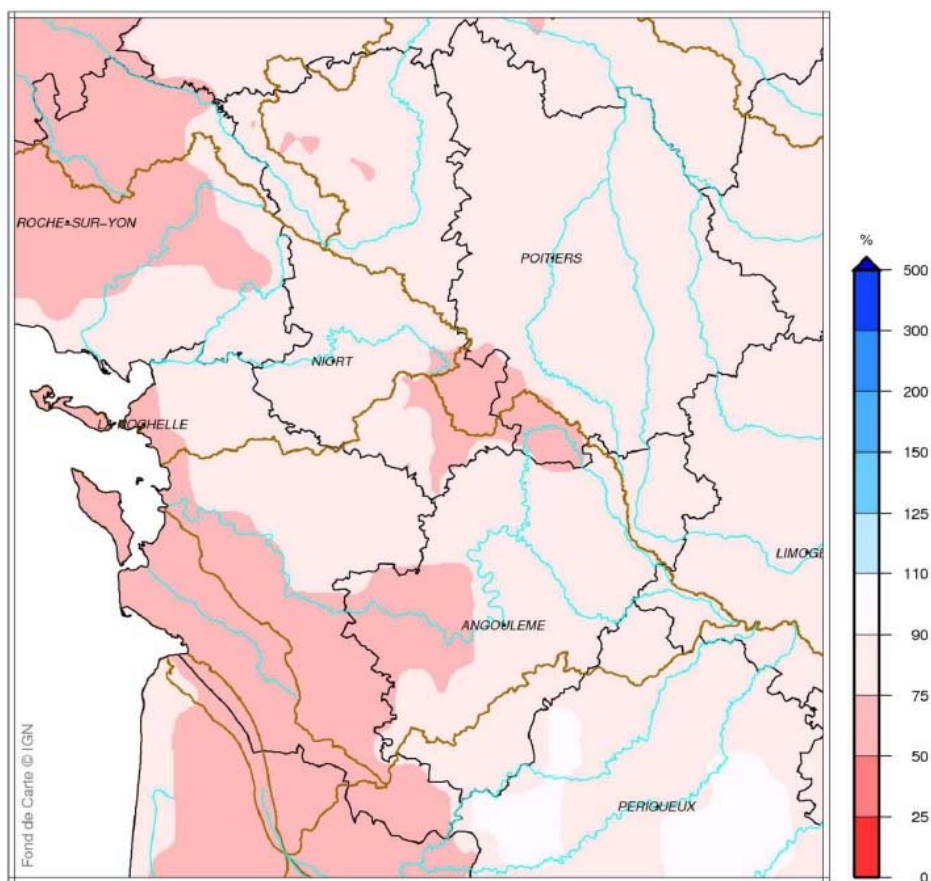 ROCHE-SUR-YON
POITIERS
%
500
300
NIORT
200
LA ROCHELLE
150
125
LIMOGE
110
ANGOULEME
90
75
50
PERIGUEUX
25
0
Fond de Carte © IGN